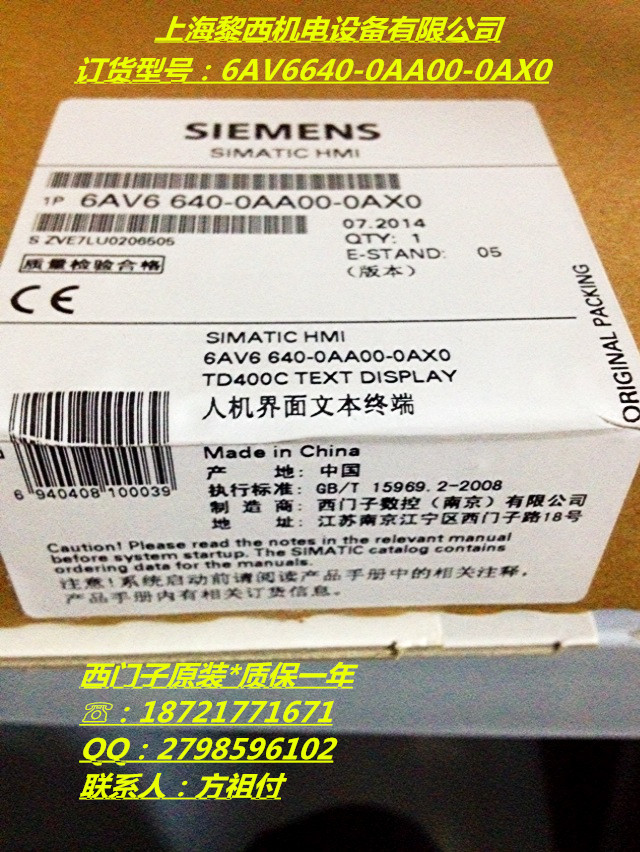 上海黎西机电设备有限公司
订货型号：6AV6640-0AA00-0AX0
SIEMENS
SIMATIC HMI
1P 6AV6 640-0AA00-0AX0
S ZVE7LU0206505
07.2014
QTY: 1
E-STAND: 05
(版本)
质量检验合格
CE
ORIGINAL PACKING
SIMATIC HMI
6AV6 640-0AA00-0AX0
TD400C TEXT DISPLAY
人机界面文本终端
6 940408 100039
Made in China
产 地: 中国
执行标准: GB/T 15969.2-2008
制 造 商: 西门子数控（南京）有限公司
地 址: 江苏南京江宁区西门子路18号
Caution! Please read the notes in the relevant manual
before system startup. The SIMATIC catalog contains
ordering data for the manuals.
注意!系统启动前请阅读产品手册中的相关注释,
产品手册内有相关订货信息。
西门子原装*质保一年
☏：18721771671
QQ：2798596102
联系人：方祖付